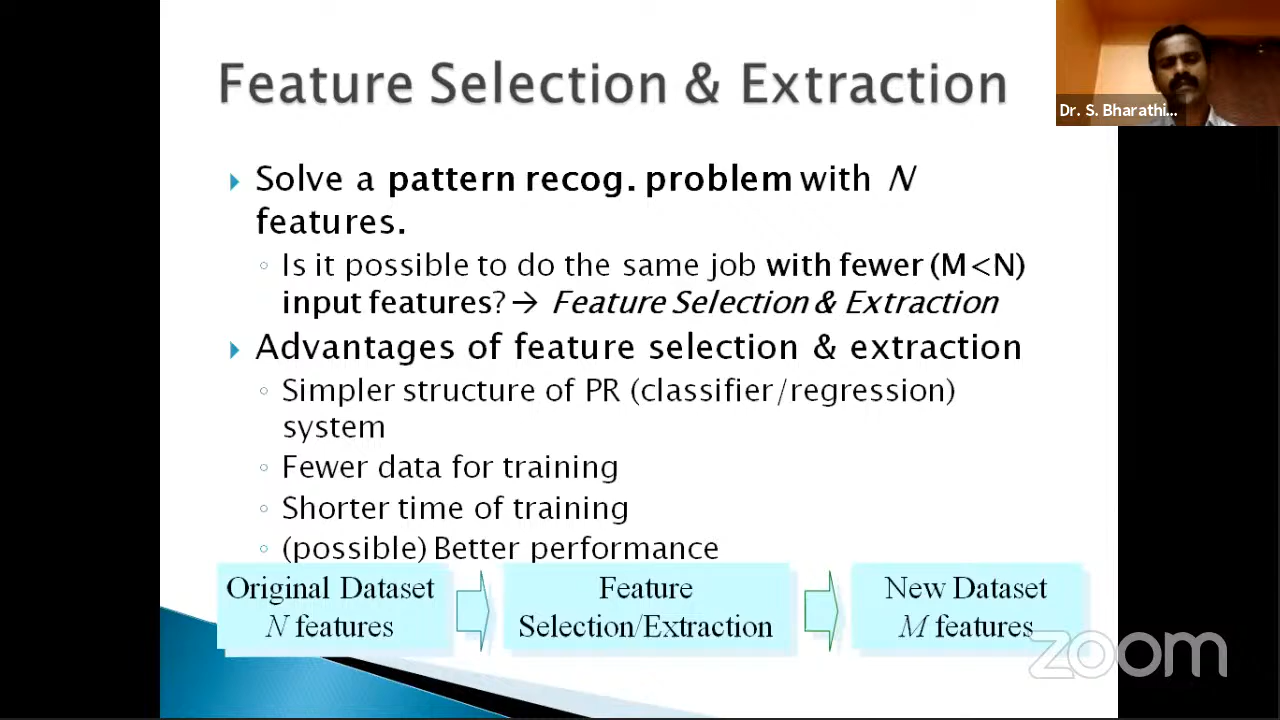 Feature Selection & Extraction
Dr. S. Bharathi...
Solve a pattern recog. problem with N
features.
Is it possible to do the same job with fewer (M<N)
input features? → Feature Selection & Extraction
Advantages of feature selection & extraction
Simpler structure of PR (classifier/regression)
system
Fewer data for training
Shorter time of training
(possible) Better performance
Original Dataset
N features
Feature
Selection/Extraction
New Dataset
M features
zoom